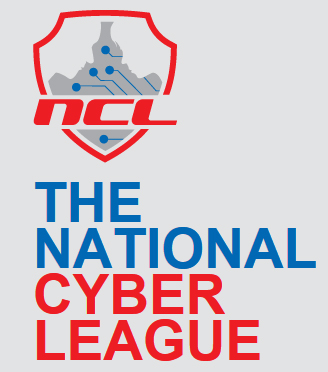 NCL
THE
NATIONAL
CYBER
LEAGUE